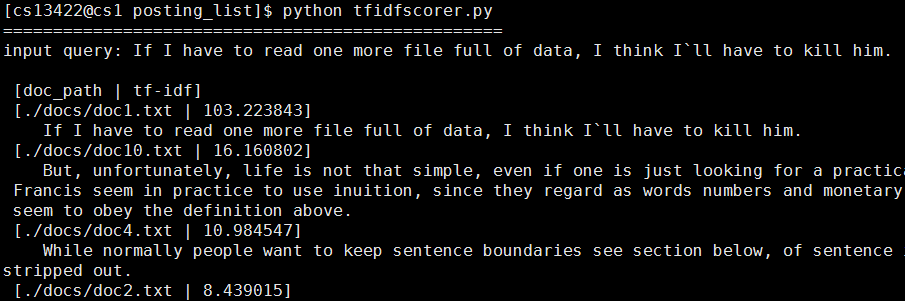 [cs13422@cs1 posting_list]$ python tfidfscorer.py
==================================================
input query: If I have to read one more file full of data, I think I`ll have to kill him.
[doc_path | tf-idf]
[./docs/doc1.txt | 103.223843]
If I have to read one more file full of data, I think I`ll have to kill him.
[./docs/doc10.txt | 16.160802]
But, unfortunately, life is not that simple, even if one is just looking for a practica
Francis seem in practice to use inuition, since they regard as words numbers and monetary
seem to obey the definition above.
[./docs/doc4.txt | 10.984547]
While normally people want to keep sentence boundaries see section below, of sentence
stripped out.
[./docs/doc2.txt | 8.439015]